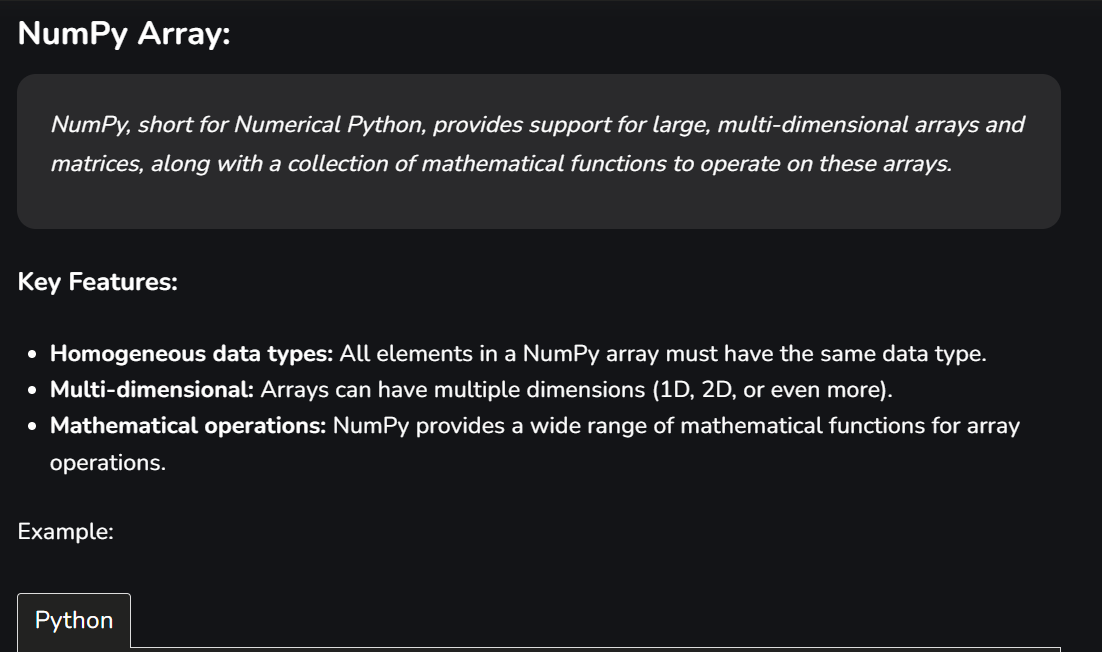 NumPy Array:
NumPy, short for Numerical Python, provides support for large, multi-dimensional arrays and
matrices, along with a collection of mathematical functions to operate on these arrays.
Key Features:
• Homogeneous data types: All elements in a NumPy array must have the same data type.
• Multi-dimensional: Arrays can have multiple dimensions (1D, 2D, or even more).
• Mathematical operations: NumPy provides a wide range of mathematical functions for array
operations.
Example:
Python